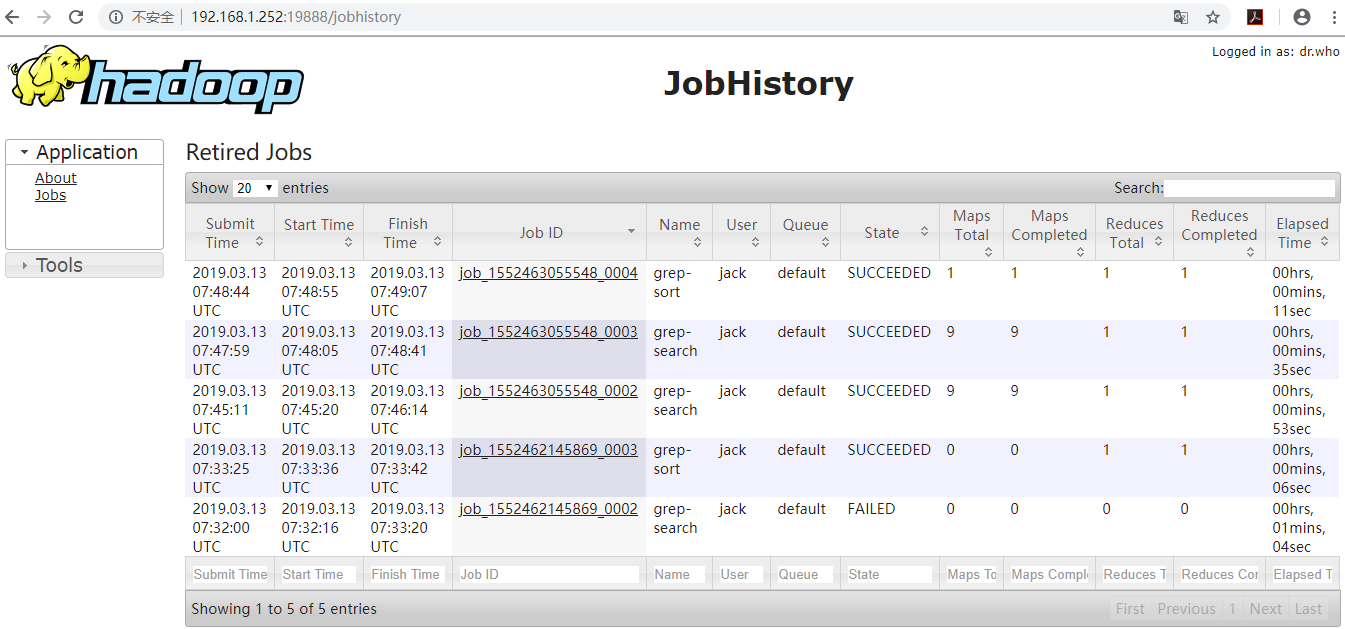 不安全 192.168.1.252:19888/jobhistory
Logged in as: dr.who
hadoop
JobHistory
Application
About
Jobs
Tools
Retired Jobs
Show 20 entries
Search:
Submit Time Start Time Finish Time Job ID Name User Queue State Maps Total Maps Completed Reduces Total Reduces Completed Elapsed Time
2019.03.13 07:48:44 UTC 2019.03.13 07:48:55 UTC 2019.03.13 07:49:07 UTC job_1552463055548_0004 grep-sort jack default SUCCEEDED 1 1 1 1 00hrs, 00mins, 11sec
2019.03.13 07:47:59 UTC 2019.03.13 07:48:05 UTC 2019.03.13 07:48:41 UTC job_1552463055548_0003 grep-search jack default SUCCEEDED 9 9 1 1 00hrs, 00mins, 35sec
2019.03.13 07:45:11 UTC 2019.03.13 07:45:20 UTC 2019.03.13 07:46:14 UTC job_1552463055548_0002 grep-search jack default SUCCEEDED 9 9 1 1 00hrs, 00mins, 53sec
2019.03.13 07:33:25 UTC 2019.03.13 07:33:36 UTC 2019.03.13 07:33:42 UTC job_1552462145869_0003 grep-sort jack default SUCCEEDED 0 0 1 1 00hrs, 00mins, 06sec
2019.03.13 07:32:00 UTC 2019.03.13 07:32:16 UTC 2019.03.13 07:33:20 UTC job_1552462145869_0002 grep-search jack default FAILED 0 0 0 0 00hrs, 01mins, 04sec
Submit Time Start Time Finish Time Job ID Name User Queue State Maps To Maps Compl Reduces T Reduces Cor Elapsed T
Showing 1 to 5 of 5 entries
First Previous 1 Next Last